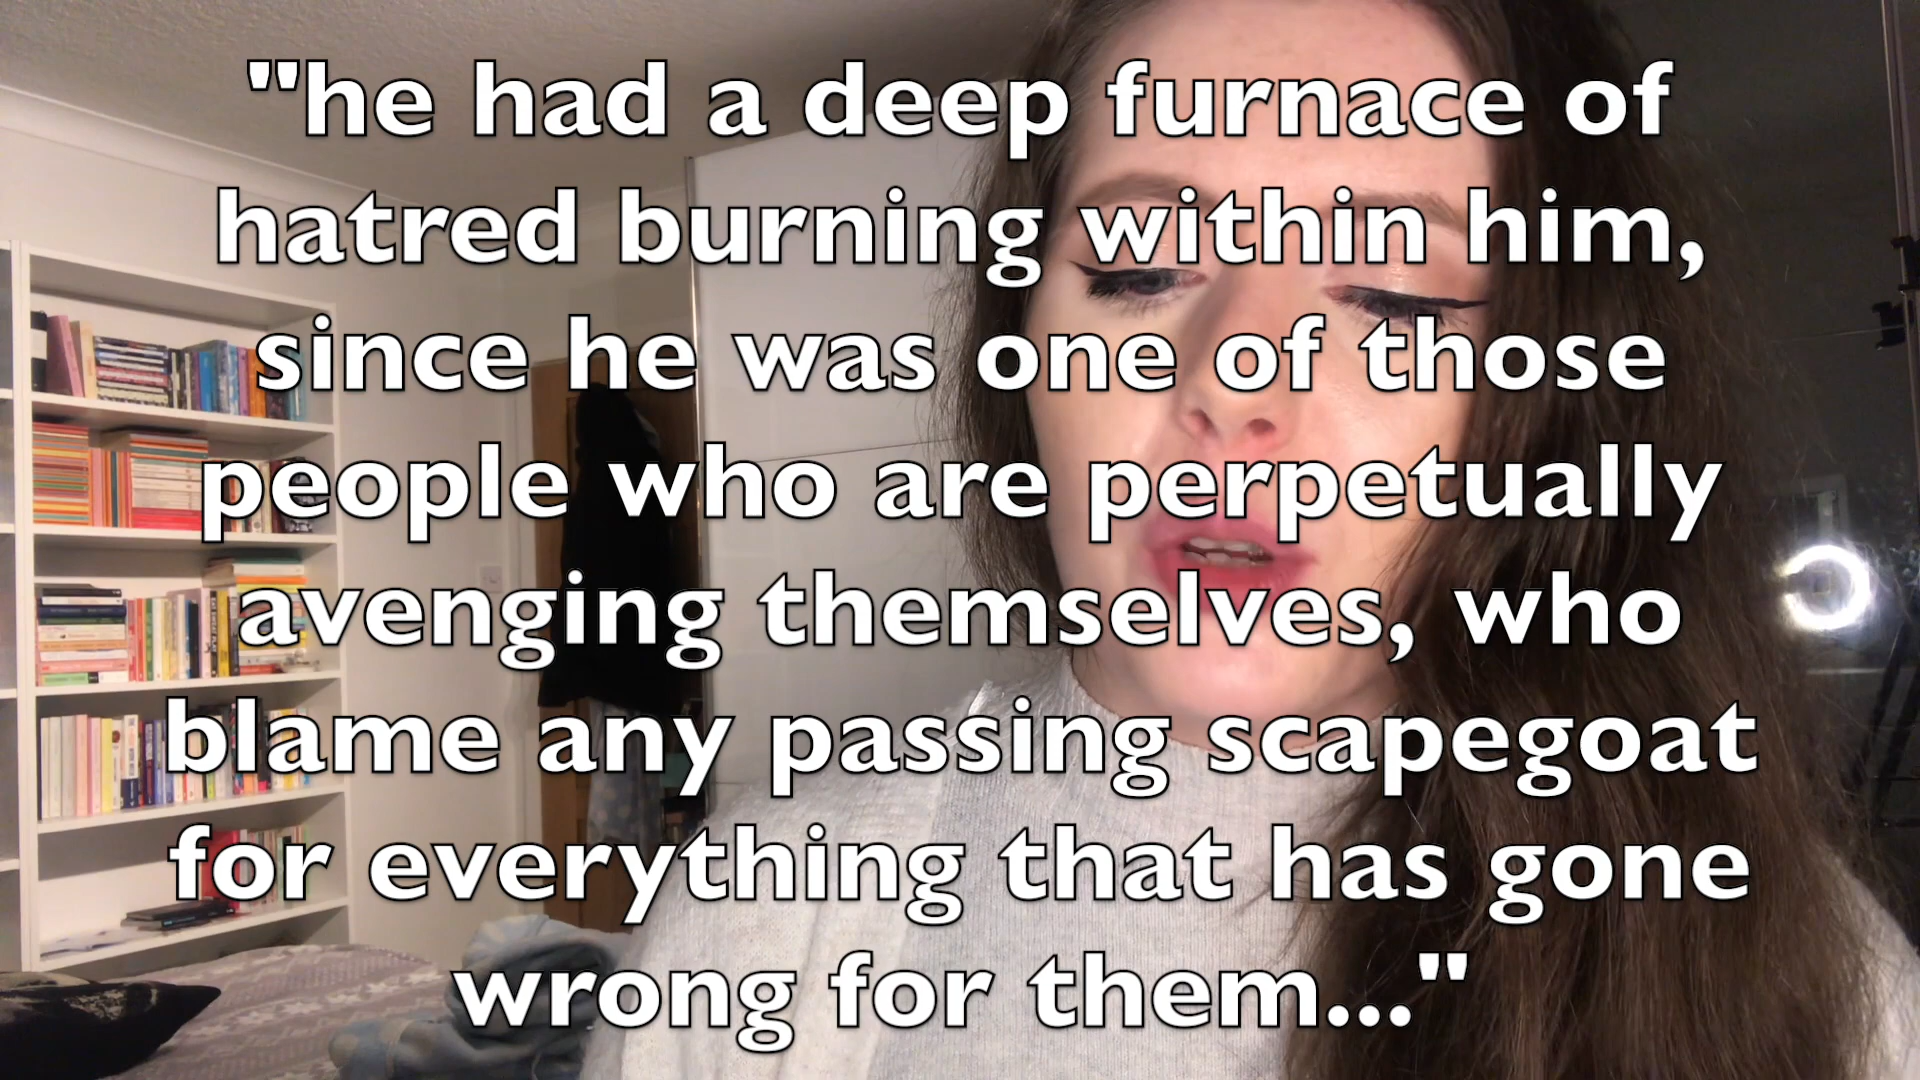 "he had a deep furnace of
hatred burning within him,
since he was one of those
people who are perpetually
avenging themselves, who
blame any passing scapegoat
for everything that has gone
wrong for them..."